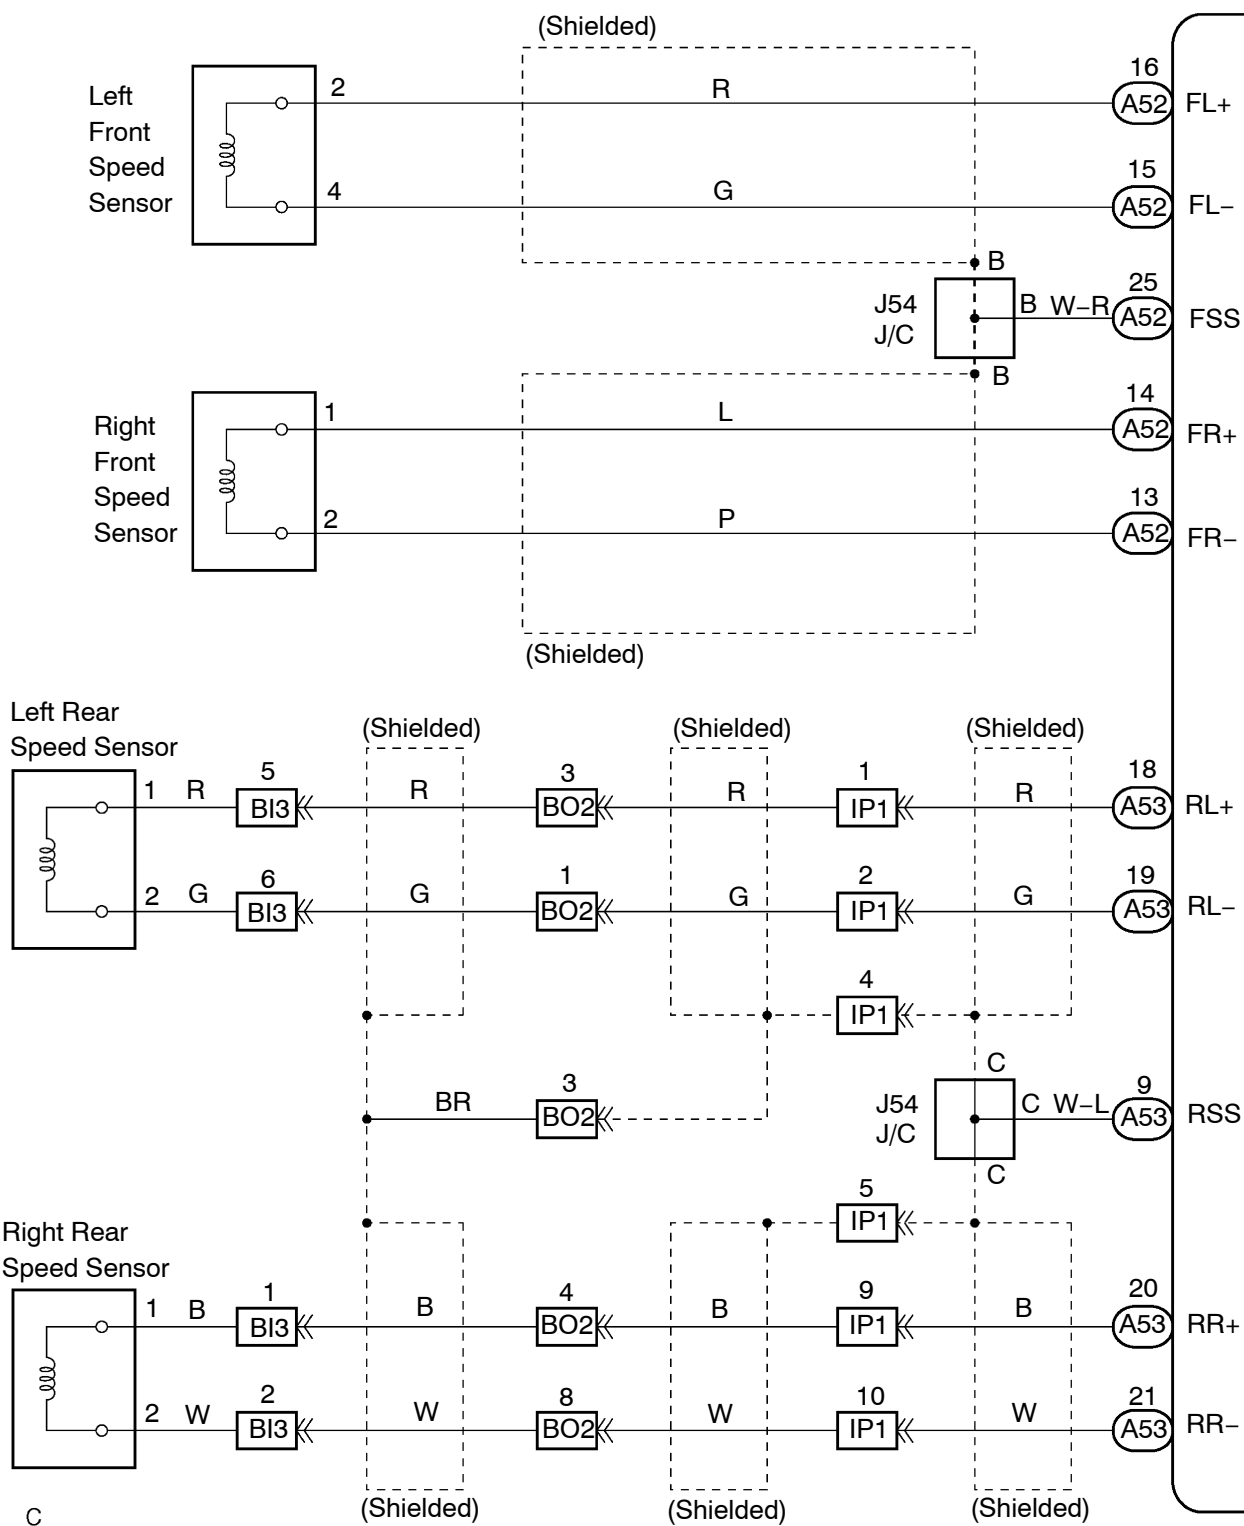 (Shielded)
Left
Front
Speed
Sensor
2 R 16
A52 FL+
4 G 15
A52 FL−
B
J54
J/C
B W−R 25
A52 FSS
B
Right
Front
Speed
Sensor
1 L 14
A52 FR+
2 P 13
A52 FR−
(Shielded)
Left Rear
Speed Sensor
(Shielded) (Shielded) (Shielded)
1 R 5 R 3 R 1 R 18
BI3 BO2 IP1 A53 RL+
2 G 6 G 1 G 2 G 19
BI3 BO2 IP1 A53 RL−
4
IP1
C
BR 3
BO2
J54
J/C
C W−L 9
A53 RSS
C
5
IP1
Right Rear
Speed Sensor
1 B 1 B 4 B 9 B 20
BI3 BO2 IP1 A53 RR+
2 W 2 W 8 W 10 W 21
BI3 BO2 IP1 A53 RR−
(Shielded) (Shielded) (Shielded)
C